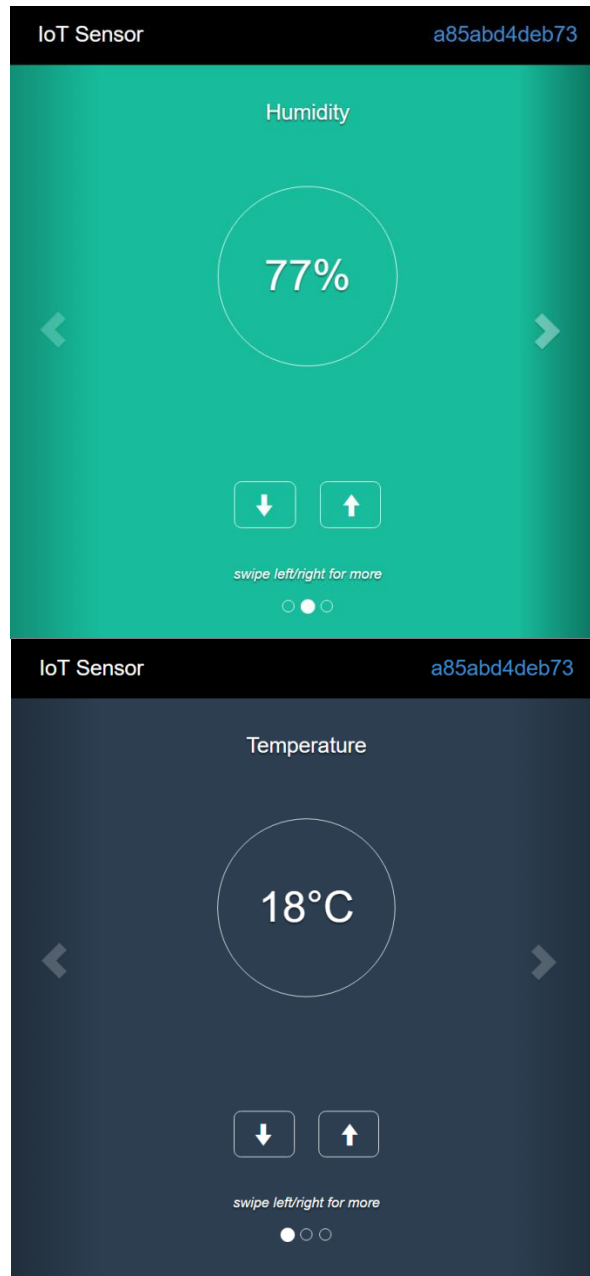 IoT Sensor a85abd4deb73
Humidity
77%
swipe left/right for more
IoT Sensor a85abd4deb73
Temperature
18°C
swipe left/right for more